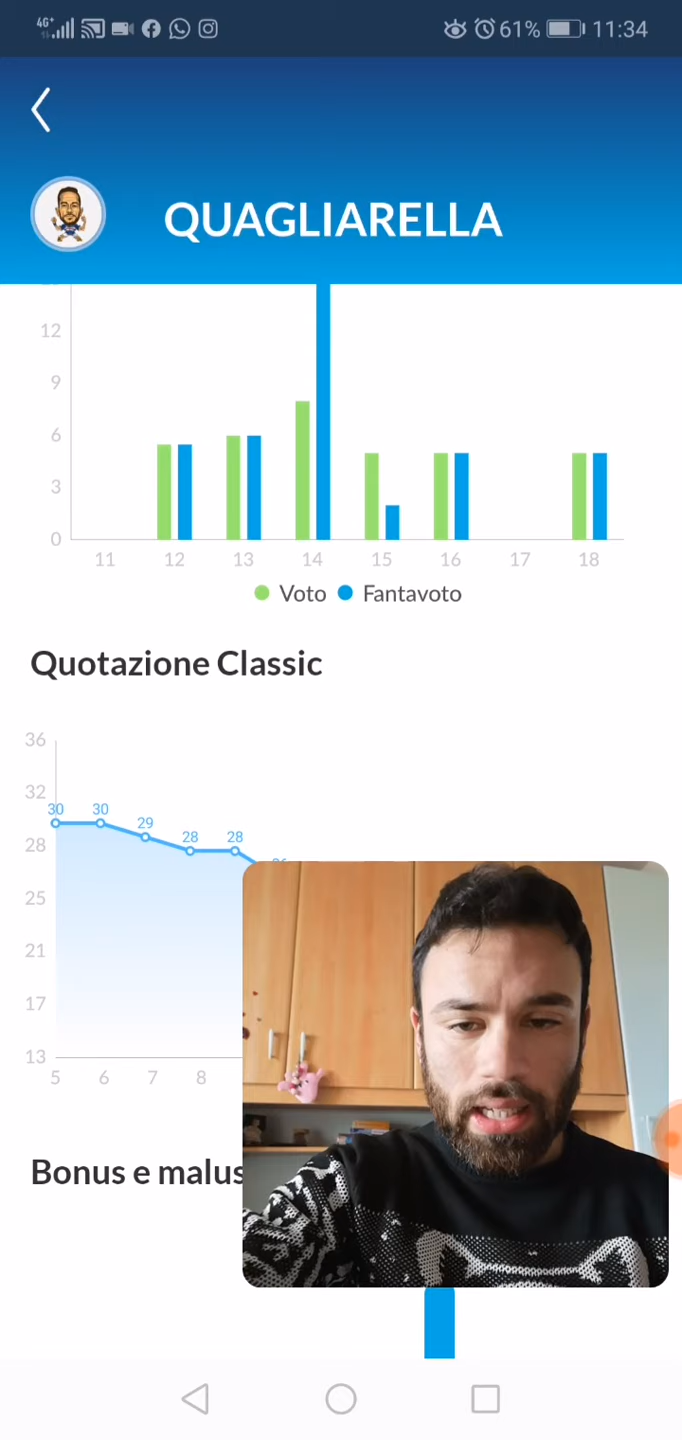 4G+ 61% 11:34
QUAGLIARELLA
12
9
6
3
0
11 12 13 14 15 16 17 18
Voto Fantavoto
Quotazione Classic
36
32
30 30 29 28 28
28
25
21
17
13
5 6 7 8
Bonus e malus